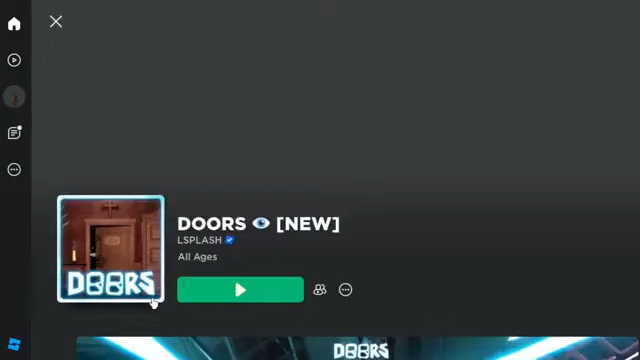 DOORS 👁 [NEW]
LSPLASH
All Ages
DOORS
DOORS